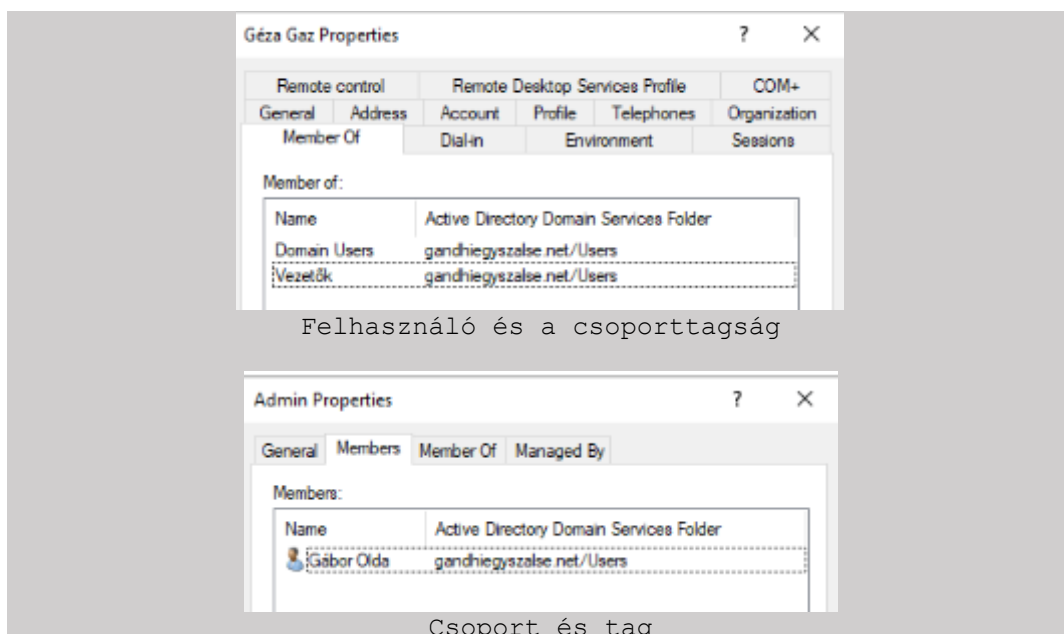 Géza Gaz Properties ? ×
Remote control Remote Desktop Services Profile COM+
General Address Account Profile Telephones Organization
Member Of Dial-in Environment Sessions
Member of:
Name Active Directory Domain Services Folder
Domain Users gandhiegyszalse.net/Users
Vezetők gandhiegyszalse.net/Users
Felhasználó és a csoporttagság
Admin Properties ? ×
General Members Member Of Managed By
Members:
Name Active Directory Domain Services Folder
Gábor Olda gandhiegyszalse.net/Users
Csoport és tag